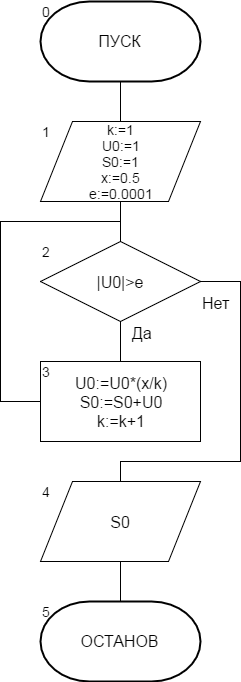 0
ПУСК
1
k:=1
U0:=1
S0:=1
x:=0.5
e:=0.0001
2
|U0|>e
Нет
Да
3
U0:=U0*(x/k)
S0:=S0+U0
k:=k+1
4
S0
5
ОСТАНОВ